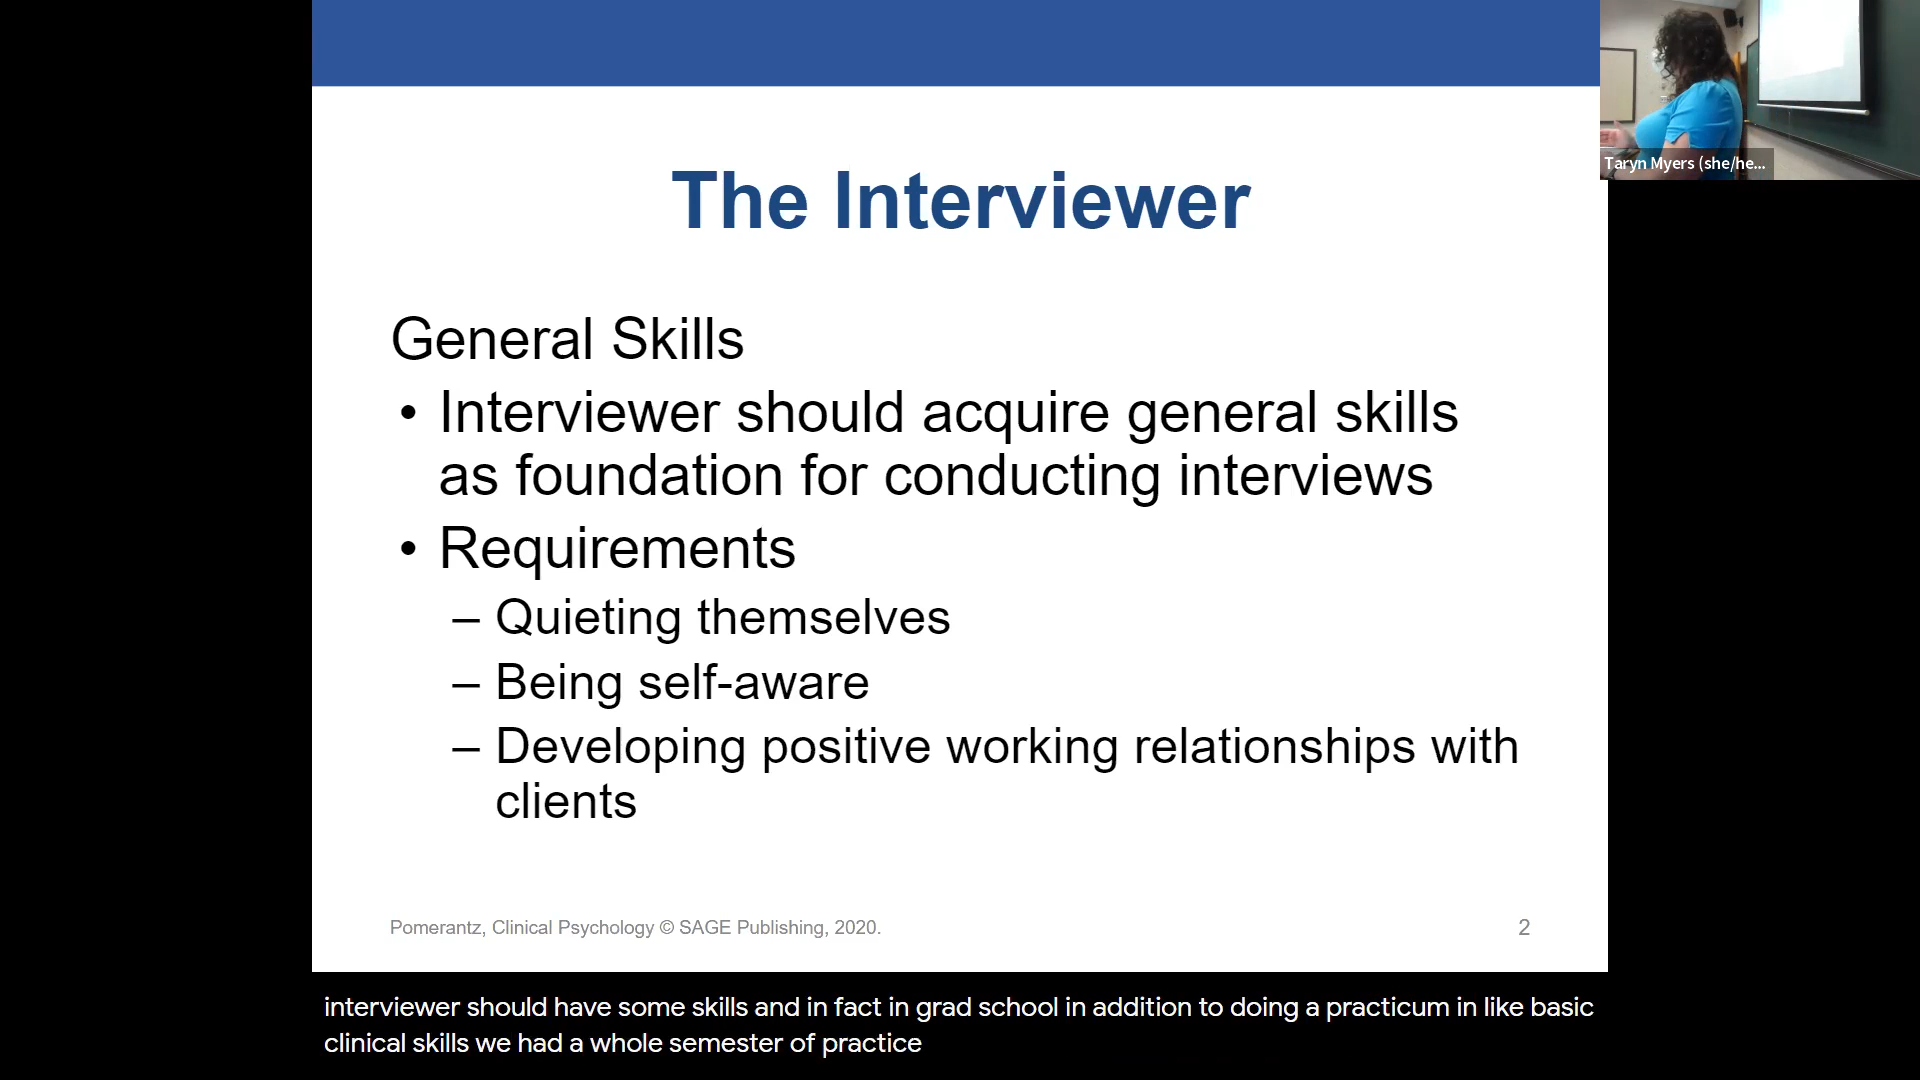 The Interviewer
General Skills
• Interviewer should acquire general skills
as foundation for conducting interviews
• Requirements
– Quieting themselves
– Being self-aware
– Developing positive working relationships with
clients
Pomerantz, Clinical Psychology © SAGE Publishing, 2020.
2
Taryn Myers (she/he...
interviewer should have some skills and in fact in grad school in addition to doing a practicum in like basic
clinical skills we had a whole semester of practice